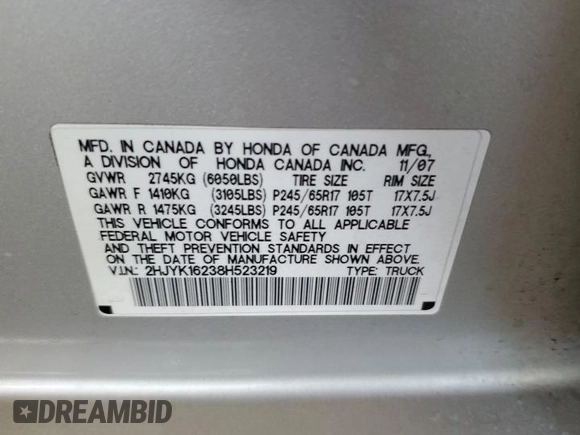 MFD. IN CANADA BY HONDA OF CANADA MFG.,
A DIVISION OF HONDA CANADA INC. 11/07
GVWR 2745KG (6050LBS) TIRE SIZE RIM SIZE
GAWR F 1410KG (3105LBS) P245/65R17 105T 17X7.5J
GAWR R 1475KG (3245LBS) P245/65R17 105T 17X7.5J
THIS VEHICLE CONFORMS TO ALL APPLICABLE
FEDERAL MOTOR VEHICLE SAFETY
AND THEFT PREVENTION STANDARDS IN EFFECT
ON THE DATE OF MANUFACTURE SHOWN ABOVE.
V.I.N.: 2HJYK16238H523219 TYPE: TRUCK
DREAMBID